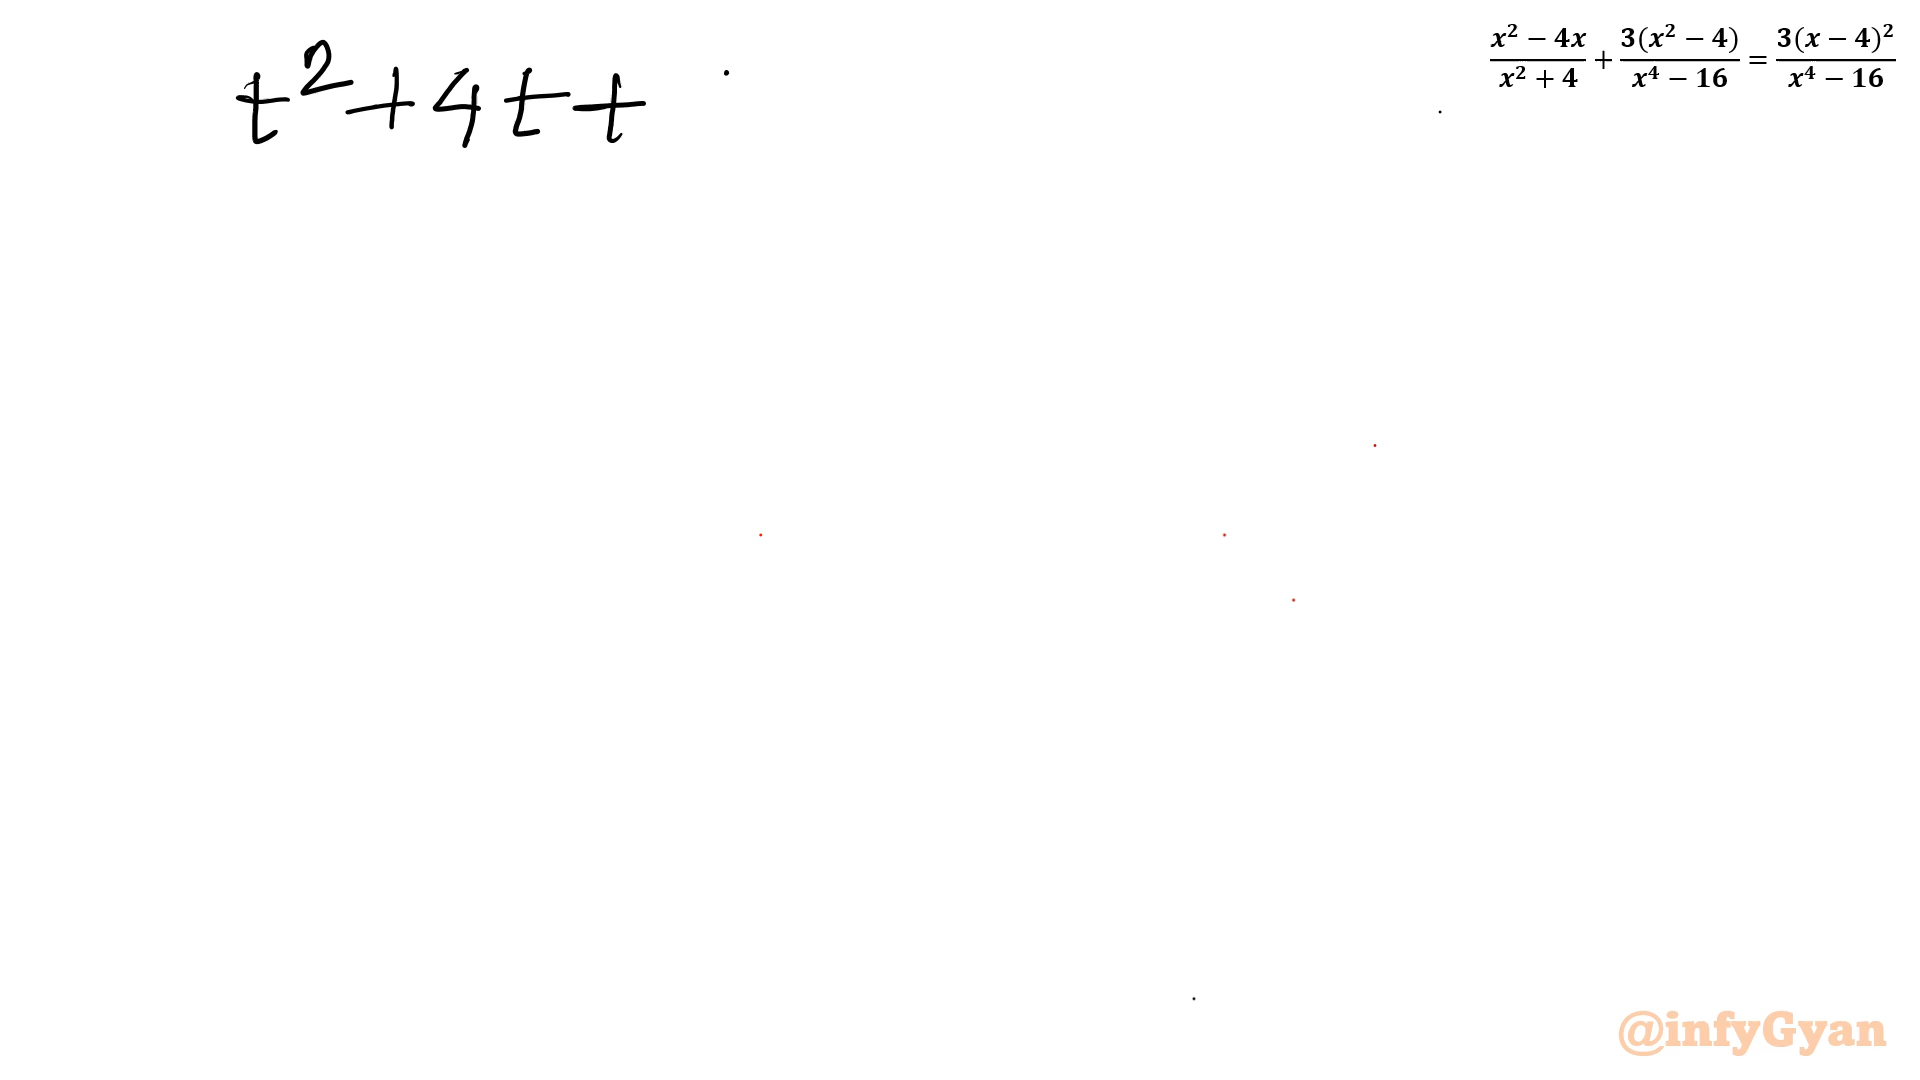 t² + 4t +
(x² − 4x)/(x² + 4) + 3(x² − 4)/(x⁴ − 16) = 3(x − 4)²/(x⁴ − 16)
@infyGyan